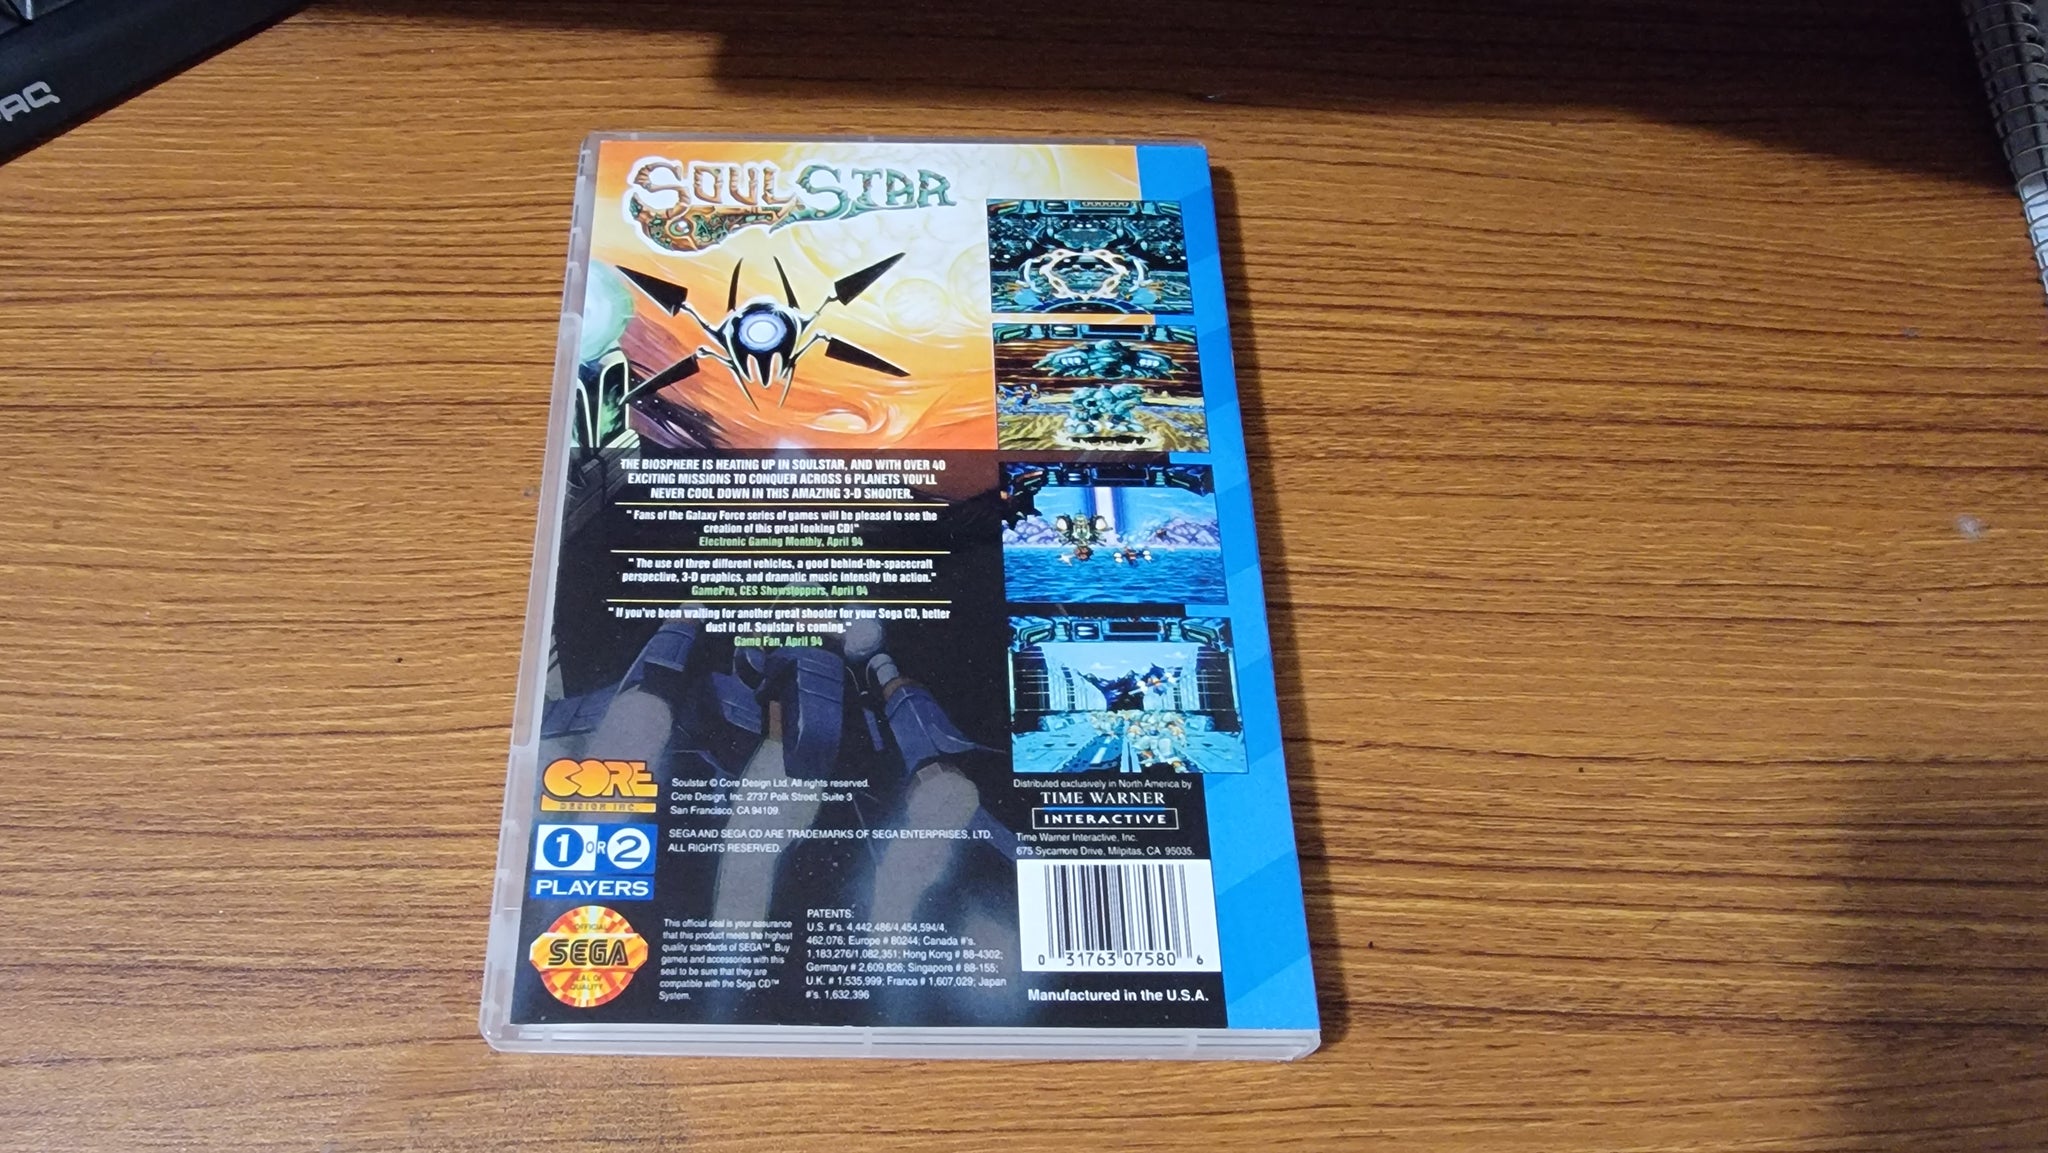 AQ
SOULSTAR
THE BIOSPHERE IS HEATING UP IN SOULSTAR, AND WITH OVER 40
EXCITING MISSIONS TO CONQUER ACROSS 6 PLANETS YOU'LL
NEVER COOL DOWN IN THIS AMAZING 3-D SHOOTER.
" Fans of the Galaxy Force series of games will be pleased to see the
creation of this great looking CD!"
Electronic Gaming Monthly, April 94
" The use of three different vehicles, a good behind-the-spacecraft
perspective, 3-D graphics, and dramatic music intensify the action."
GamePro, CES Showstoppers, April 94
" If you've been waiting for another great shooter for your Sega CD, better
dust it off. Soulstar is coming."
Game Fan, April 94
CORE
DESIGN INC.
Soulstar © Core Design Ltd. All rights reserved.
Core Design, Inc. 2737 Polk Street, Suite 3
San Francisco, CA 94109.
SEGA AND SEGA CD ARE TRADEMARKS OF SEGA ENTERPRISES, LTD.
ALL RIGHTS RESERVED.
1 OR 2
PLAYERS
OFFICIAL
SEGA
SEAL OF
QUALITY
This official seal is your assurance
that this product meets the highest
quality standards of SEGA™. Buy
games and accessories with this
seal to be sure that they are
compatible with the Sega CD™
System.
PATENTS:
U.S. #'s. 4,442,486/4,454,594/4,
462,076; Europe # 80244; Canada #'s.
1,183,276/1,082,351; Hong Kong # 88-4302;
Germany # 2,609,826; Singapore # 88-155;
U.K. # 1,535,999; France # 1,607,029; Japan
#'s. 1,632,396
Distributed exclusively in North America by
TIME WARNER
INTERACTIVE
Time Warner Interactive, Inc.
675 Sycamore Drive, Milpitas, CA 95035.
0 31763 07580 6
Manufactured in the U.S.A.